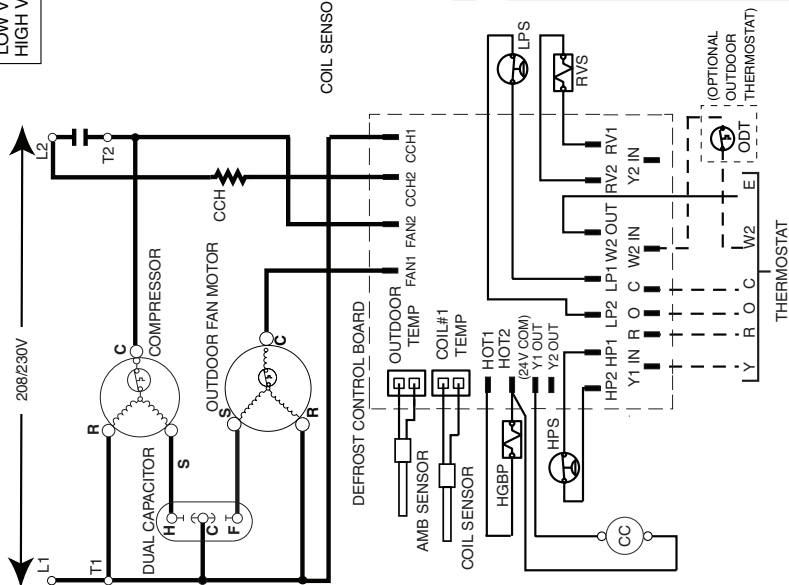 LOW V
HIGH V
208/230V
L1
L2
T1
T2
COIL SENSO
CCH
COMPRESSOR
R
C
S
DUAL CAPACITOR
H
C
F
OUTDOOR FAN MOTOR
S
C
R
DEFROST CONTROL BOARD
FAN1
FAN2
CCH2
CCH1
OUTDOOR
TEMP
AMB SENSOR
COIL#1
TEMP
COIL SENSOR
HOT1
HOT2
(24V COM)
Y1 OUT
Y2 OUT
HGBP
HPS
CC
LPS
RVS
HP2
HP1
LP2
LP1
W2 OUT
RV2
RV1
Y1 IN
R
O
C
W2 IN
Y2 IN
(OPTIONAL
OUTDOOR
THERMOSTAT)
ODT
Y
R
O
C
W2
E
THERMOSTAT